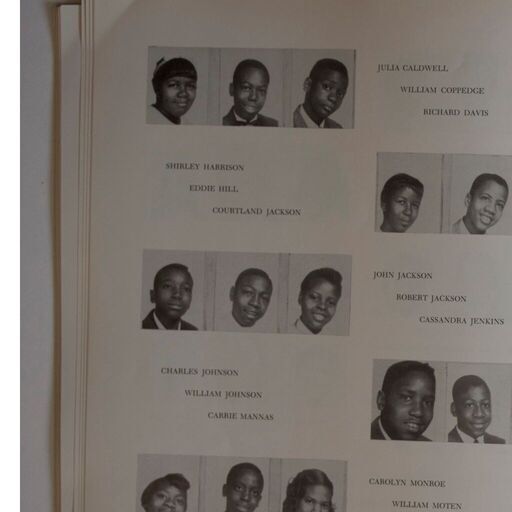 JULIA CALDWELL
WILLIAM COPPEDGE
RICHARD DAVIS
SHIRLEY HARRISON
EDDIE HILL
COURTLAND JACKSON
JOHN JACKSON
ROBERT JACKSON
CASSANDRA JENKINS
CHARLES JOHNSON
WILLIAM JOHNSON
CARRIE MANNAS
CAROLYN MONROE
WILLIAM MOTEN